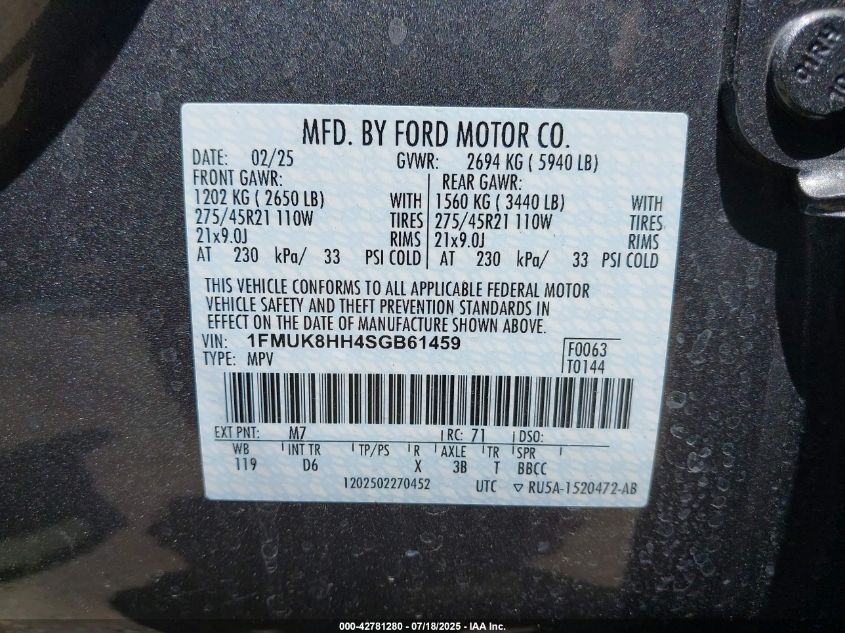 01RH
MFD. BY FORD MOTOR CO.
DATE: 02/25 GVWR: 2694 KG ( 5940 LB)
FRONT GAWR: REAR GAWR:
1202 KG ( 2650 LB) WITH 1560 KG ( 3440 LB) WITH
275/45R21 110W TIRES 275/45R21 110W TIRES
21x9.0J RIMS 21x9.0J RIMS
AT 230 kPa/ 33 PSI COLD AT 230 kPa/ 33 PSI COLD
THIS VEHICLE CONFORMS TO ALL APPLICABLE FEDERAL MOTOR
VEHICLE SAFETY AND THEFT PREVENTION STANDARDS IN
EFFECT ON THE DATE OF MANUFACTURE SHOWN ABOVE.
VIN: 1FMUK8HH4SGB61459 F0063
TYPE: MPV T0144
EXT PNT: M7 RC: 71 DSO:
WB INT TR TP/PS R AXLE TR SPR
119 D6 X 3B T BBCC
1202502270452 UTC ▽ RU5A-1520472-AB
000-42781280 - 07/18/2025 - IAA Inc.